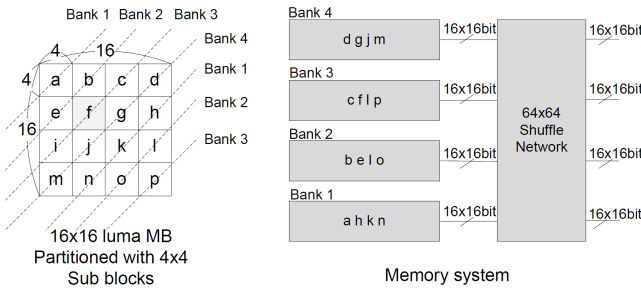 Bank 1 Bank 2 Bank 3
Bank 4
Bank 1
Bank 2
Bank 3
4
16
4
16
a b c d
e f g h
i j k l
m n o p
16x16 luma MB
Partitioned with 4x4
Sub blocks
Bank 4
d g j m
16x16bit
16x16bit
Bank 3
c f l p
16x16bit
16x16bit
Bank 2
b e l o
16x16bit
16x16bit
Bank 1
a h k n
16x16bit
16x16bit
64x64
Shuffle
Network
Memory system